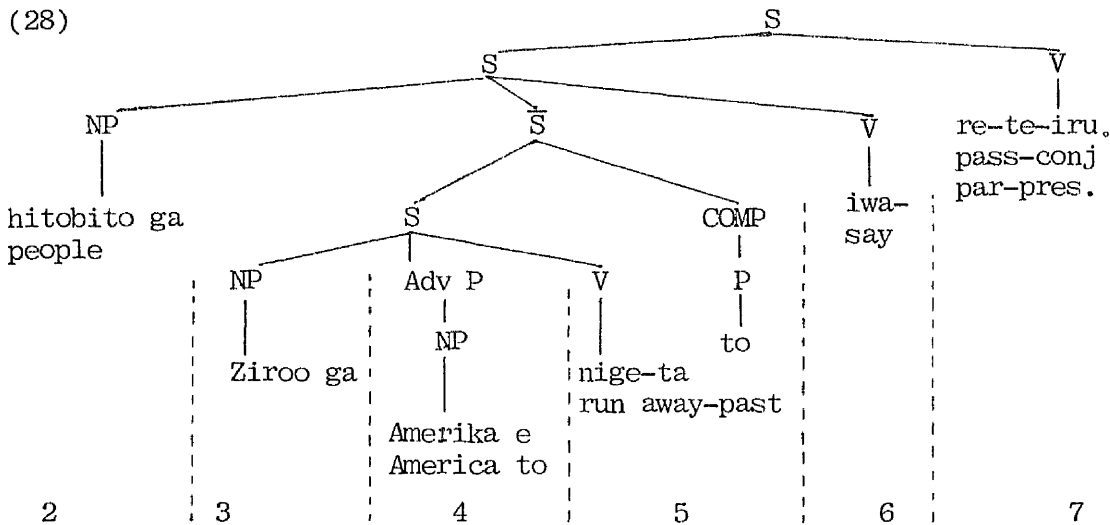 (28)
S
S V
NP S̄ V re-te-iru。
pass-conj
par-pres.
hitobito ga
people
S COMP iwa-
say
NP Adv P V P
NP to
Ziroo ga nige-ta
run away-past
Amerika e
America to
2 3 4 5 6 7